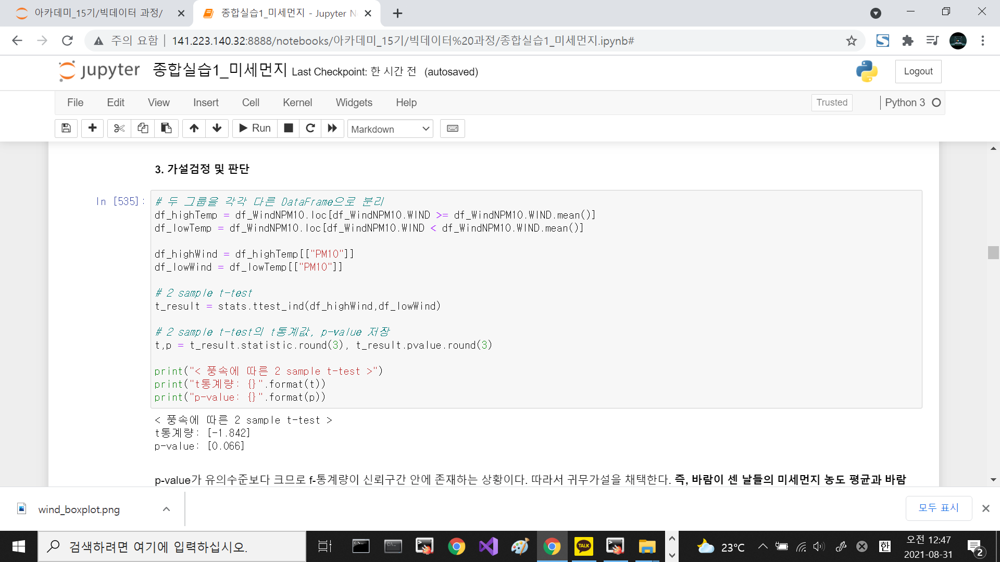 아카데미_15기/빅데이터 과정/
종합실습1_미세먼지 - Jupyter N
주의 요함
141.223.140.32:8888/notebooks/아카데미_15기/빅데이터%20과정/종합실습1_미세먼지.ipynb#
jupyter 종합실습1_미세먼지 Last Checkpoint: 한 시간 전 (autosaved)
Logout
File Edit View Insert Cell Kernel Widgets Help
Trusted
Python 3
Run
Markdown
3. 가설검정 및 판단
In [535]:
# 두 그룹을 각각 다른 DataFrame으로 분리
df_highTemp = df_WindNPM10.loc[df_WindNPM10.WIND >= df_WindNPM10.WIND.mean()]
df_lowTemp = df_WindNPM10.loc[df_WindNPM10.WIND < df_WindNPM10.WIND.mean()]
df_highWind = df_highTemp[["PM10"]]
df_lowWind = df_lowTemp[["PM10"]]
# 2 sample t-test
t_result = stats.ttest_ind(df_highWind,df_lowWind)
# 2 sample t-test의 t통계값, p-value 저장
t,p = t_result.statistic.round(3), t_result.pvalue.round(3)
print("< 풍속에 따른 2 sample t-test >")
print("t통계량: {}".format(t))
print("p-value: {}".format(p))
< 풍속에 따른 2 sample t-test >
t통계량: [-1.842]
p-value: [0.066]
p-value가 유의수준보다 크므로 f-통계량이 신뢰구간 안에 존재하는 상황이다. 따라서 귀무가설을 채택한다. 즉, 바람이 센 날들의 미세먼지 농도 평균과 바람
wind_boxplot.png
모두 표시
검색하려면 여기에 입력하십시오.
TALK
23°C
한
오전 12:47
2021-08-31
2